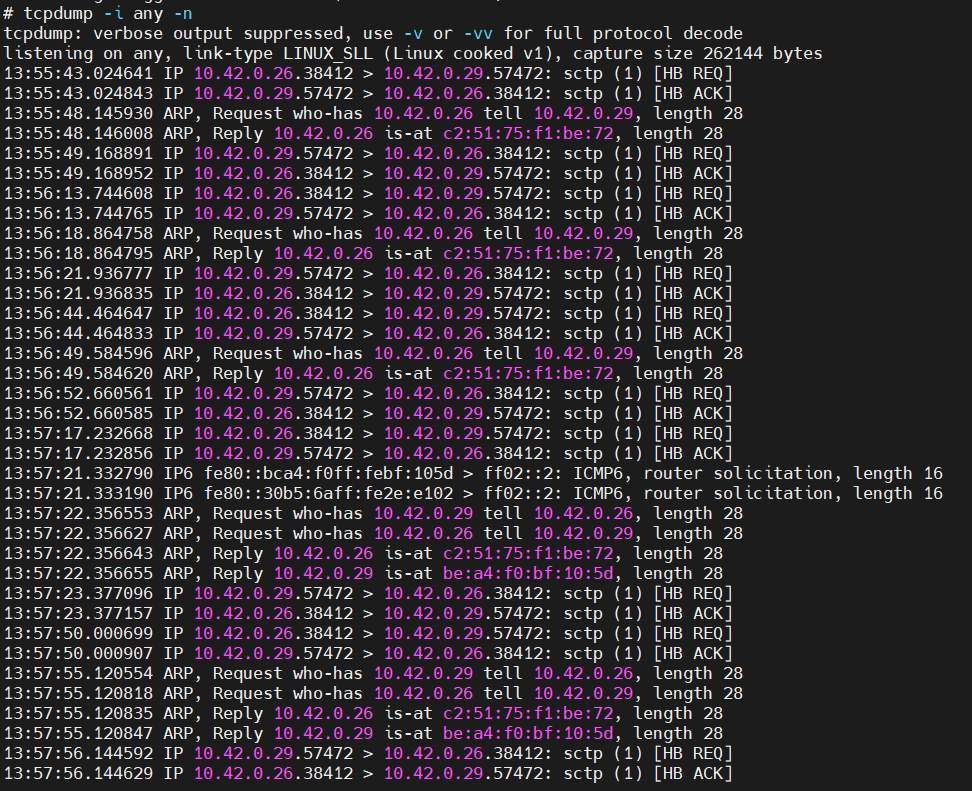 # tcpdump -i any -n
tcpdump: verbose output suppressed, use -v or -vv for full protocol decode
listening on any, link-type LINUX_SLL (Linux cooked v1), capture size 262144 bytes
13:55:43.024641 IP 10.42.0.26.38412 > 10.42.0.29.57472: sctp (1) [HB REQ]
13:55:43.024843 IP 10.42.0.29.57472 > 10.42.0.26.38412: sctp (1) [HB ACK]
13:55:48.145930 ARP, Request who-has 10.42.0.26 tell 10.42.0.29, length 28
13:55:48.146008 ARP, Reply 10.42.0.26 is-at c2:51:75:f1:be:72, length 28
13:55:49.168891 IP 10.42.0.29.57472 > 10.42.0.26.38412: sctp (1) [HB REQ]
13:55:49.168952 IP 10.42.0.26.38412 > 10.42.0.29.57472: sctp (1) [HB ACK]
13:56:13.744608 IP 10.42.0.26.38412 > 10.42.0.29.57472: sctp (1) [HB REQ]
13:56:13.744765 IP 10.42.0.29.57472 > 10.42.0.26.38412: sctp (1) [HB ACK]
13:56:18.864758 ARP, Request who-has 10.42.0.26 tell 10.42.0.29, length 28
13:56:18.864795 ARP, Reply 10.42.0.26 is-at c2:51:75:f1:be:72, length 28
13:56:21.936777 IP 10.42.0.29.57472 > 10.42.0.26.38412: sctp (1) [HB REQ]
13:56:21.936835 IP 10.42.0.26.38412 > 10.42.0.29.57472: sctp (1) [HB ACK]
13:56:44.464647 IP 10.42.0.26.38412 > 10.42.0.29.57472: sctp (1) [HB REQ]
13:56:44.464833 IP 10.42.0.29.57472 > 10.42.0.26.38412: sctp (1) [HB ACK]
13:56:49.584596 ARP, Request who-has 10.42.0.26 tell 10.42.0.29, length 28
13:56:49.584620 ARP, Reply 10.42.0.26 is-at c2:51:75:f1:be:72, length 28
13:56:52.660561 IP 10.42.0.29.57472 > 10.42.0.26.38412: sctp (1) [HB REQ]
13:56:52.660585 IP 10.42.0.26.38412 > 10.42.0.29.57472: sctp (1) [HB ACK]
13:57:17.232668 IP 10.42.0.26.38412 > 10.42.0.29.57472: sctp (1) [HB REQ]
13:57:17.232856 IP 10.42.0.29.57472 > 10.42.0.26.38412: sctp (1) [HB ACK]
13:57:21.332790 IP6 fe80::bca4:f0ff:febf:105d > ff02::2: ICMP6, router solicitation, length 16
13:57:21.333190 IP6 fe80::30b5:6aff:fe2e:e102 > ff02::2: ICMP6, router solicitation, length 16
13:57:22.356553 ARP, Request who-has 10.42.0.29 tell 10.42.0.26, length 28
13:57:22.356627 ARP, Request who-has 10.42.0.26 tell 10.42.0.29, length 28
13:57:22.356643 ARP, Reply 10.42.0.26 is-at c2:51:75:f1:be:72, length 28
13:57:22.356655 ARP, Reply 10.42.0.29 is-at be:a4:f0:bf:10:5d, length 28
13:57:23.377096 IP 10.42.0.29.57472 > 10.42.0.26.38412: sctp (1) [HB REQ]
13:57:23.377157 IP 10.42.0.26.38412 > 10.42.0.29.57472: sctp (1) [HB ACK]
13:57:50.000699 IP 10.42.0.26.38412 > 10.42.0.29.57472: sctp (1) [HB REQ]
13:57:50.000907 IP 10.42.0.29.57472 > 10.42.0.26.38412: sctp (1) [HB ACK]
13:57:55.120554 ARP, Request who-has 10.42.0.29 tell 10.42.0.26, length 28
13:57:55.120818 ARP, Request who-has 10.42.0.26 tell 10.42.0.29, length 28
13:57:55.120835 ARP, Reply 10.42.0.26 is-at c2:51:75:f1:be:72, length 28
13:57:55.120847 ARP, Reply 10.42.0.29 is-at be:a4:f0:bf:10:5d, length 28
13:57:56.144592 IP 10.42.0.29.57472 > 10.42.0.26.38412: sctp (1) [HB REQ]
13:57:56.144629 IP 10.42.0.26.38412 > 10.42.0.29.57472: sctp (1) [HB ACK]